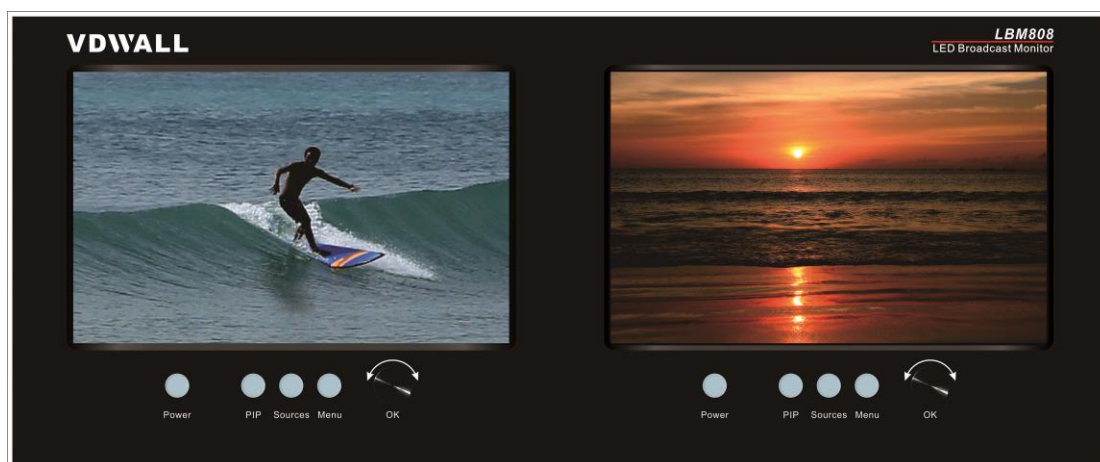 VDWALL
LBM808
LED Broadcast Monitor
Power PIP Sources Menu OK
Power PIP Sources Menu OK